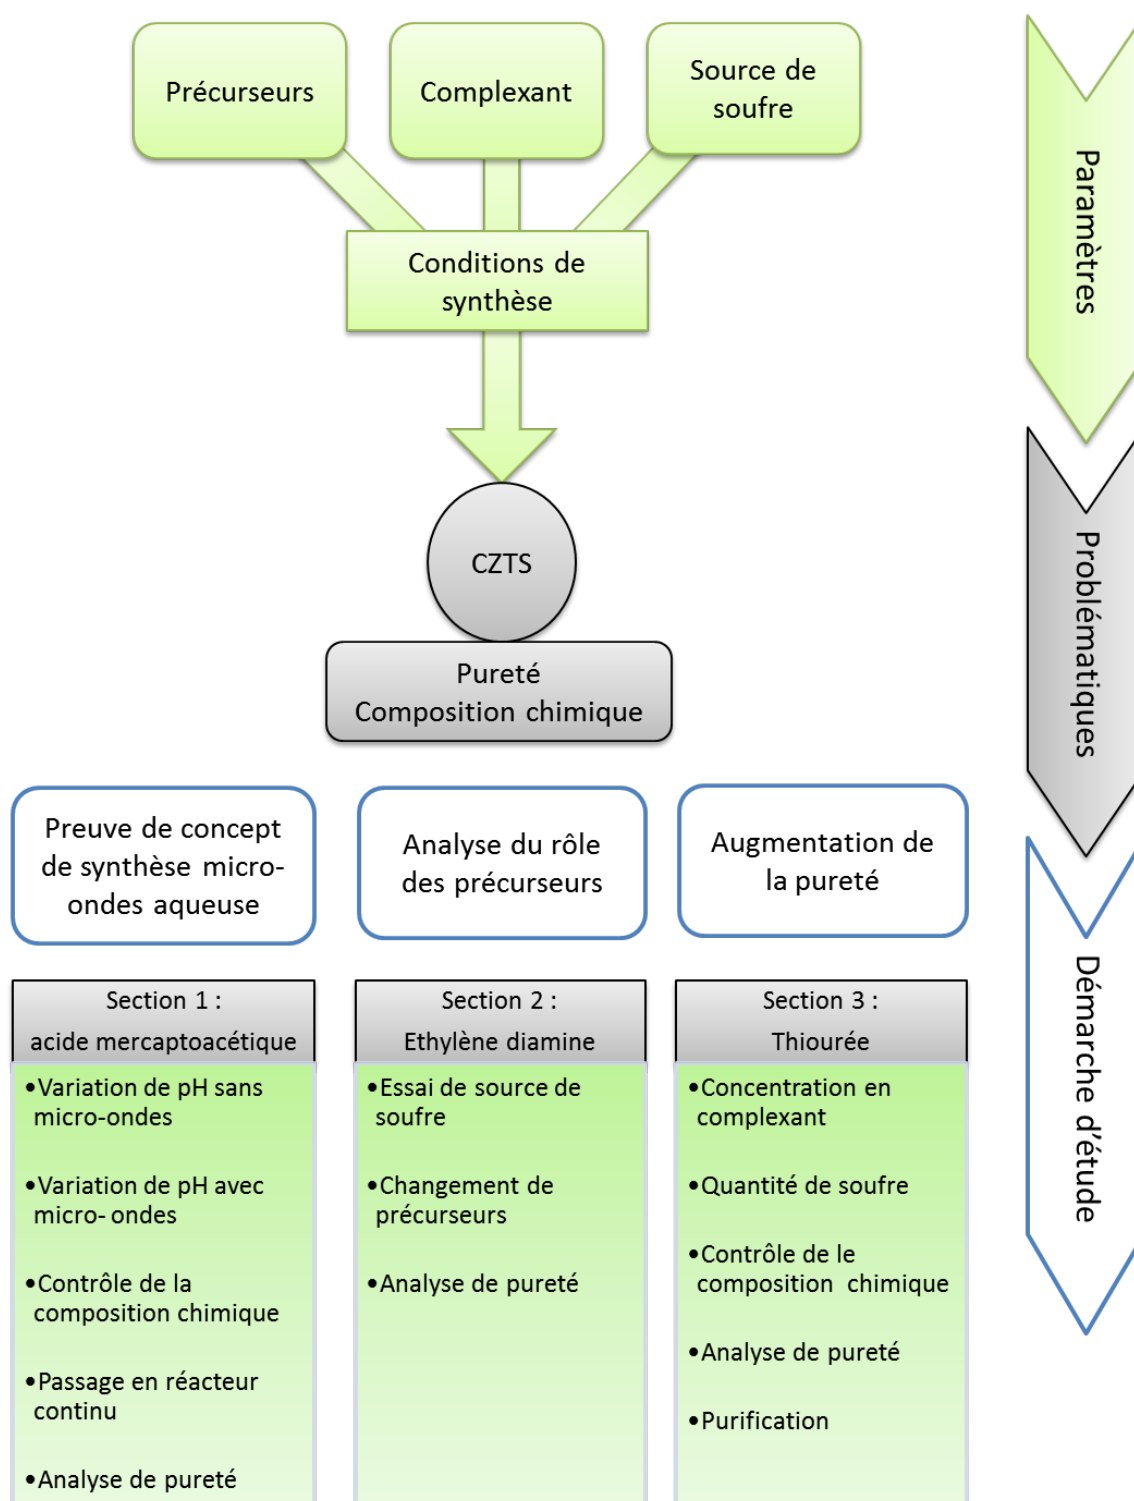 Précurseurs
Complexant
Source de
soufre
Conditions de
synthèse
CZTS
Pureté
Composition chimique
Paramètres
Problématiques
Démarche d'étude
Preuve de concept
de synthèse micro-
ondes aqueuse
Analyse du rôle
des précurseurs
Augmentation de
la pureté
Section 1 :
acide mercaptoacétique
•Variation de pH sans
micro-ondes
•Variation de pH avec
micro- ondes
•Contrôle de la
composition chimique
•Passage en réacteur
continu
•Analyse de pureté
Section 2 :
Ethylène diamine
•Essai de source de
soufre
•Changement de
précurseurs
•Analyse de pureté
Section 3 :
Thiourée
•Concentration en
complexant
•Quantité de soufre
•Contrôle de le
composition  chimique
•Analyse de pureté
•Purification